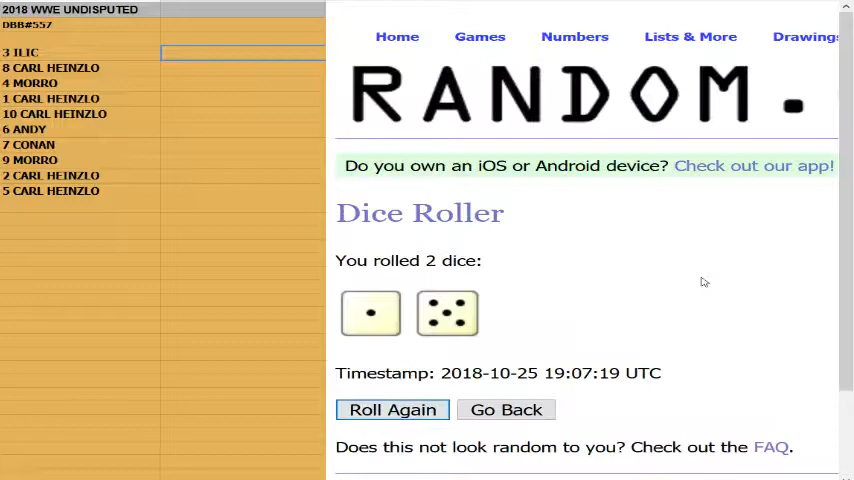 2018 WWE UNDISPUTED
DBB#557
3 ILIC
8 CARL HEINZLO
4 MORRO
1 CARL HEINZLO
10 CARL HEINZLO
6 ANDY
7 CONAN
9 MORRO
2 CARL HEINZLO
5 CARL HEINZLO
Home Games Numbers Lists & More Drawings
RANDOM.
Do you own an iOS or Android device? Check out our app!
Dice Roller
You rolled 2 dice:
Timestamp: 2018-10-25 19:07:19 UTC
Roll Again Go Back
Does this not look random to you? Check out the FAQ.